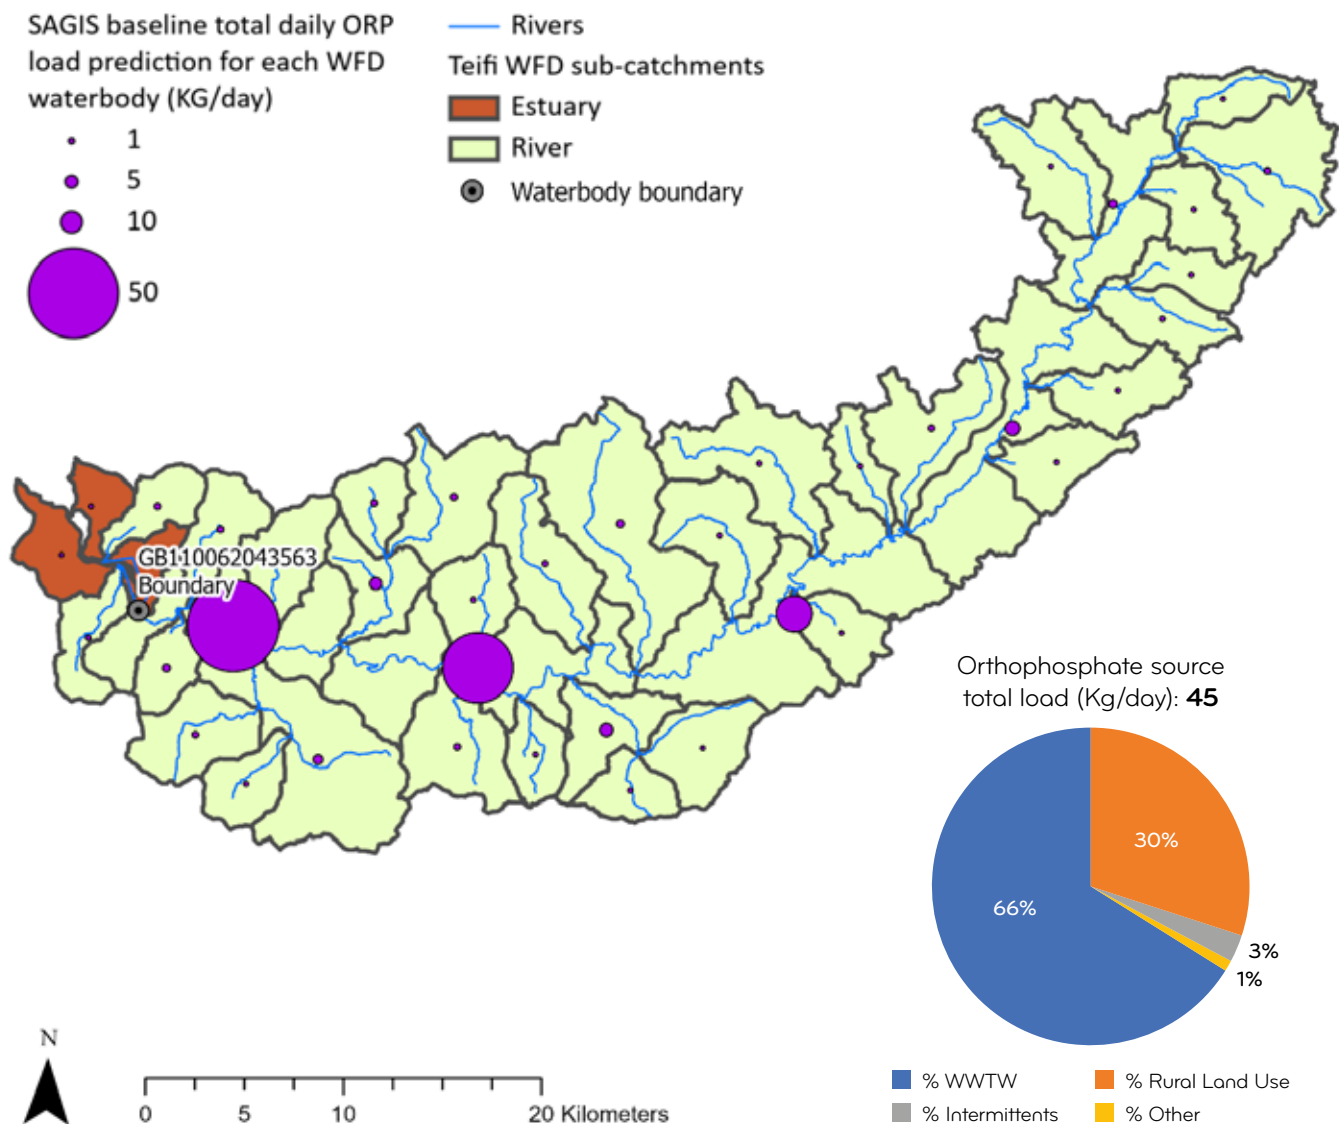 SAGIS baseline total daily ORP
load prediction for each WFD
waterbody (KG/day)
1
5
10
50
Rivers
Teifi WFD sub-catchments
Estuary
River
Waterbody boundary
GB110062043563
Boundary
Orthophosphate source
total load (Kg/day): 45
30%
66%
3%
1%
% WWTW
% Rural Land Use
% Intermittents
% Other
N
0 5 10 20 Kilometers